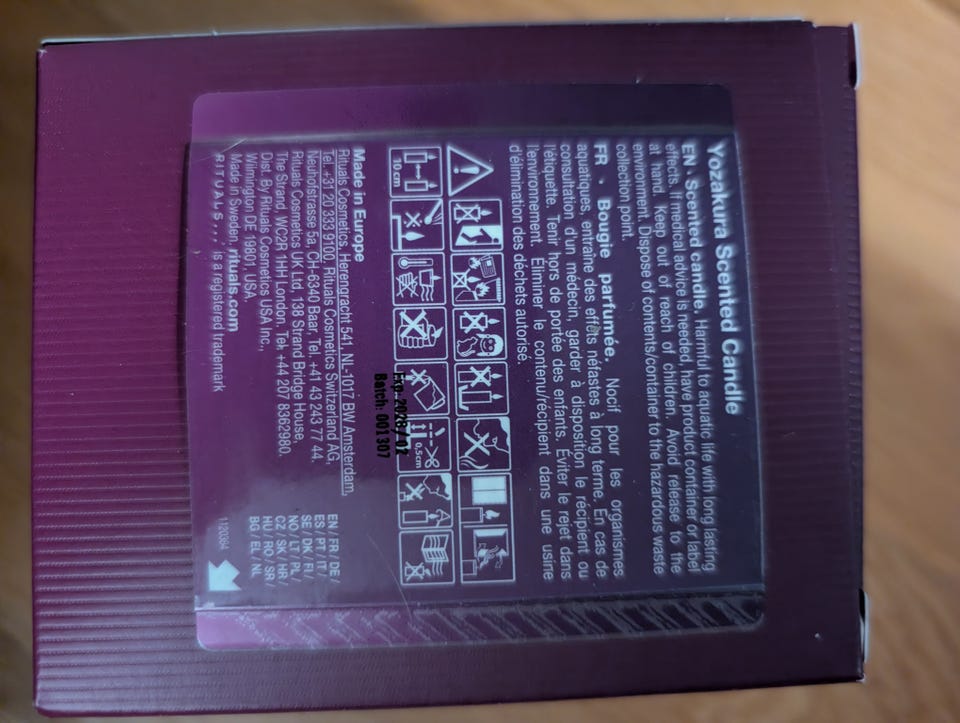 Yozakura Scented Candle
EN · Scented candle. Harmful to aquatic life with long lasting
effects. If medical advice is needed, have product container or label
at hand. Keep out of reach of children. Avoid release to the
environment. Dispose of contents/container to the hazardous waste
collection point.
FR · Bougie parfumée. Nocif pour les organismes
aquatiques, entraîne des effets néfastes à long terme. En cas de
consultation d'un médecin, garder à disposition le récipient ou
l'étiquette. Tenir hors de portée des enfants. Éviter le rejet dans
l'environnement. Éliminer le contenu/récipient dans une usine
d'élimination des déchets autorisé.
10 cm
0,5cm
Exp. 2028/02
Batch: 001307
Made in Europe
Rituals Cosmetics, Herengracht 541, NL-1017 BW Amsterdam,
Tel. +31 20 333 9100, Rituals Cosmetics Switzerland AG,
Neuhofstrasse 5a, CH-6340 Baar, Tel. +41 43 243 77 44.
Rituals Cosmetics UK Ltd, 138 Strand Bridge House,
The Strand, WC2R 1HH London. Tel: +44 207 8362980.
Dist. By Rituals Cosmetics USA Inc.,
Wilmington DE 19801, USA.
Made in Sweden, rituals.com
RITUALS... is a registered trademark
EN / FR / DE /
ES / PT / IT /
SE / DK / FI /
NO / LT / PL /
CZ / SK / HR /
HU / RO / SR /
BG / EL / NL
1120394